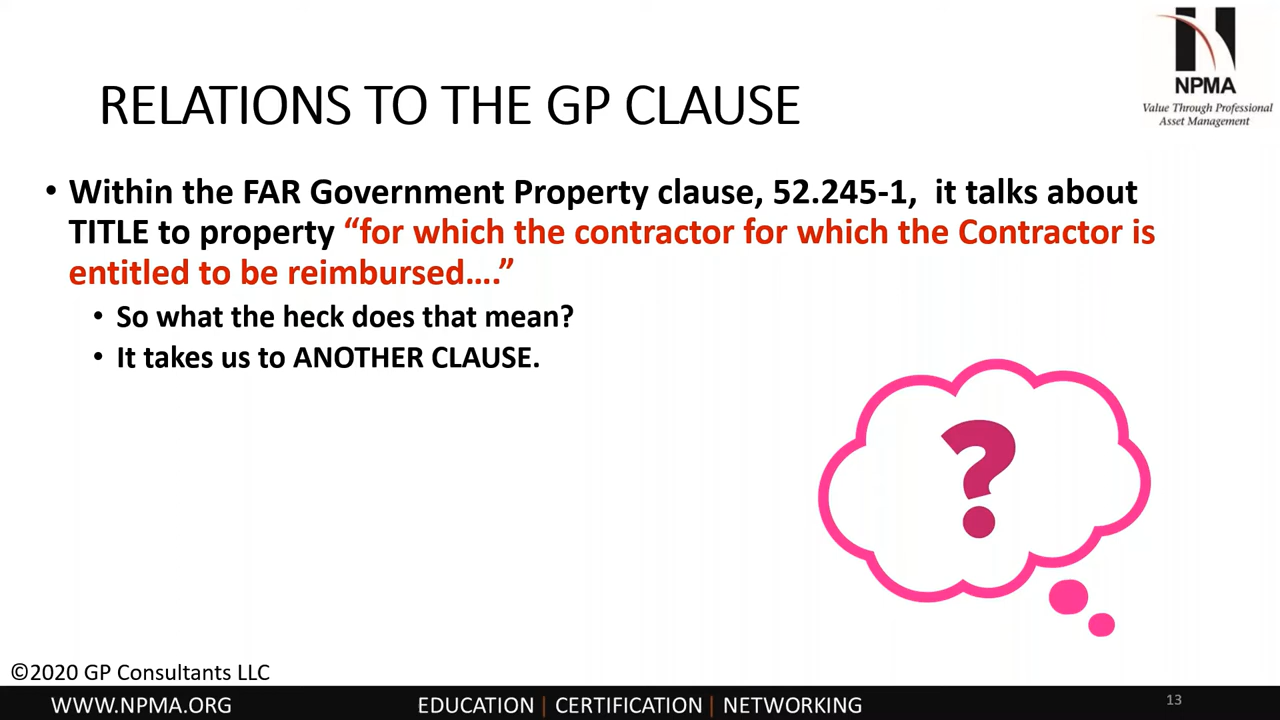 NPMA
Value Through Professional
Asset Management
RELATIONS TO THE GP CLAUSE
• Within the FAR Government Property clause, 52.245-1, it talks about
TITLE to property “for which the contractor for which the Contractor is
entitled to be reimbursed….”
• So what the heck does that mean?
• It takes us to ANOTHER CLAUSE.
?
©2020 GP Consultants LLC
WWW.NPMA.ORG
EDUCATION | CERTIFICATION | NETWORKING
13